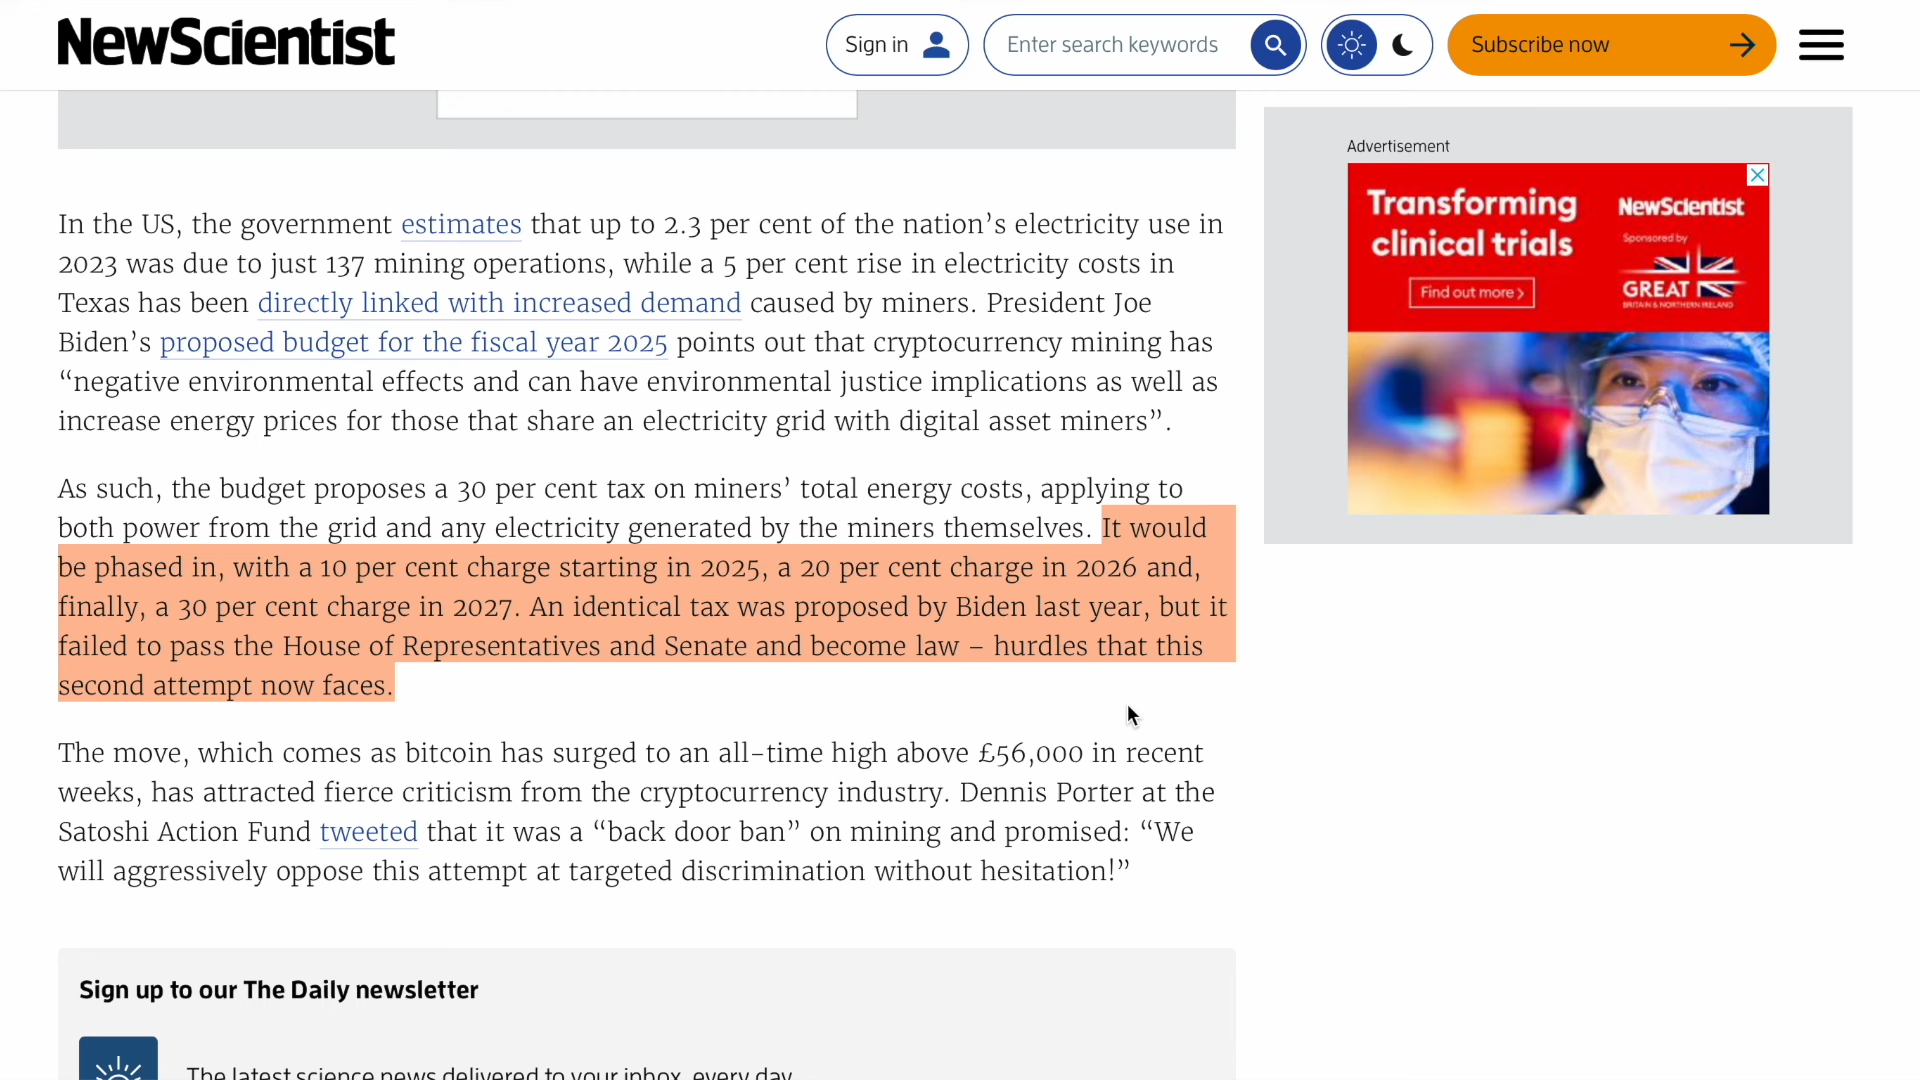 NewScientist
Sign in
Enter search keywords
Subscribe now
Advertisement
Transforming
clinical trials
Find out more >
NewScientist
Sponsored by
GREAT
BRITAIN & NORTHERN IRELAND
In the US, the government estimates that up to 2.3 per cent of the nation’s electricity use in
2023 was due to just 137 mining operations, while a 5 per cent rise in electricity costs in
Texas has been directly linked with increased demand caused by miners. President Joe
Biden’s proposed budget for the fiscal year 2025 points out that cryptocurrency mining has
“negative environmental effects and can have environmental justice implications as well as
increase energy prices for those that share an electricity grid with digital asset miners”.
As such, the budget proposes a 30 per cent tax on miners’ total energy costs, applying to
both power from the grid and any electricity generated by the miners themselves. It would
be phased in, with a 10 per cent charge starting in 2025, a 20 per cent charge in 2026 and,
finally, a 30 per cent charge in 2027. An identical tax was proposed by Biden last year, but it
failed to pass the House of Representatives and Senate and become law – hurdles that this
second attempt now faces.
The move, which comes as bitcoin has surged to an all-time high above £56,000 in recent
weeks, has attracted fierce criticism from the cryptocurrency industry. Dennis Porter at the
Satoshi Action Fund tweeted that it was a “back door ban” on mining and promised: “We
will aggressively oppose this attempt at targeted discrimination without hesitation!”
Sign up to our The Daily newsletter
The latest science news delivered to your inbox, every day.